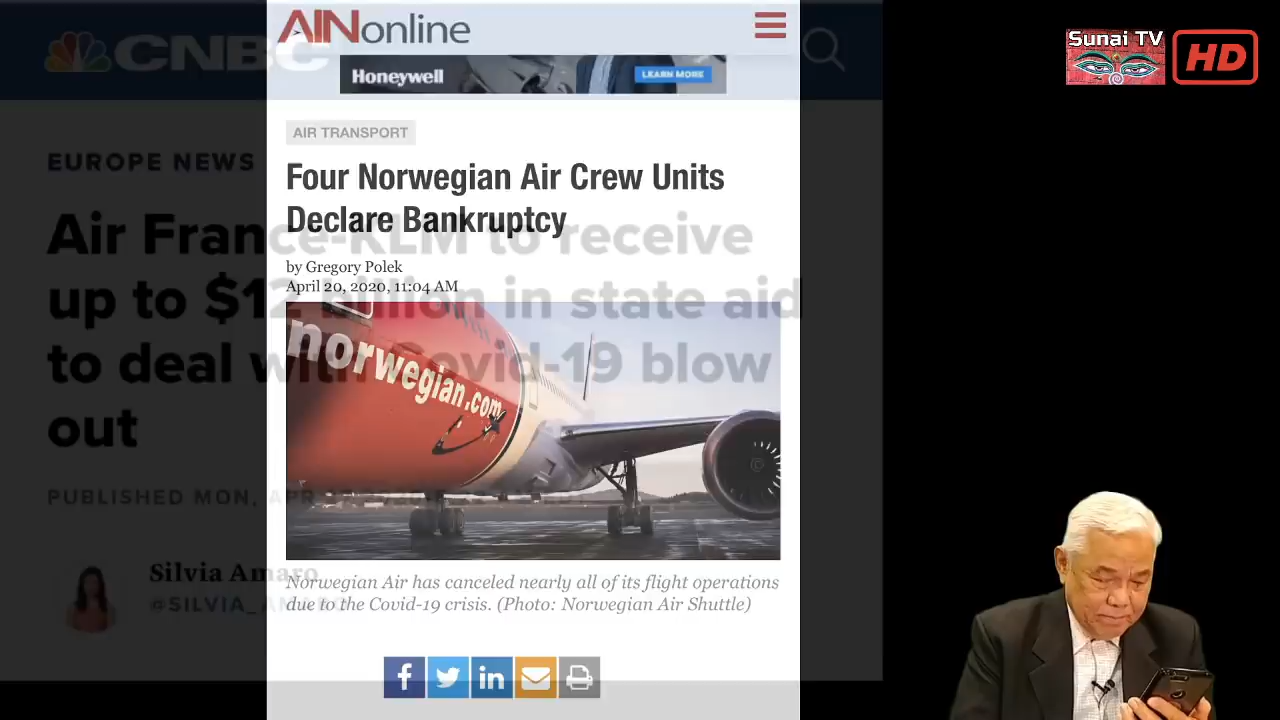 AINonline
CNBC
Honeywell
LEARN MORE
Sunai TV
HD
AIR TRANSPORT
Four Norwegian Air Crew Units
Declare Bankruptcy
by Gregory Polek
April 20, 2020, 11:04 AM
norwegian.com
Norwegian Air has canceled nearly all of its flight operations
due to the Covid-19 crisis. (Photo: Norwegian Air Shuttle)
EUROPE NEWS
Air France-KLM to receive
up to $12 billion in state aid
to deal with Covid-19 blow
out
PUBLISHED MON, APR
Silvia Amaro
@SILVIA_AMARO